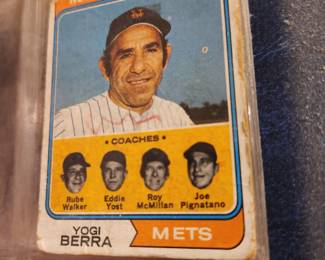 COACHES
Rube Walker
Eddie Yost
Roy McMillan
Joe Pignatano
YOGI BERRA
METS